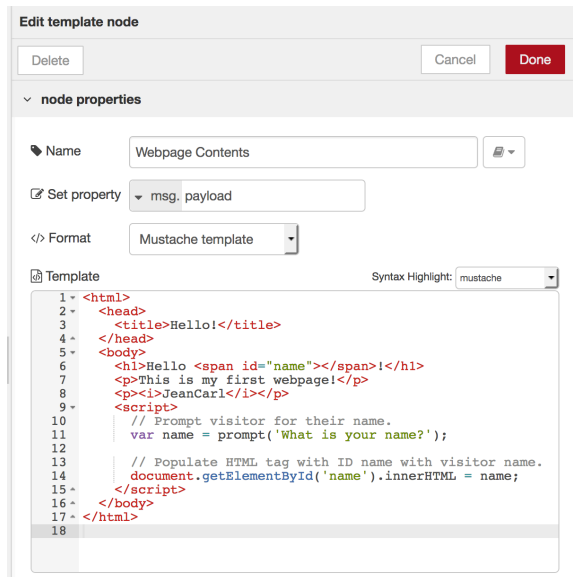 Edit template node
Delete Cancel Done
node properties
Name Webpage Contents
Set property msg. payload
</> Format Mustache template
Template Syntax Highlight: mustache
1 <html>
2 <head>
3 <title>Hello!</title>
4 </head>
5 <body>
6 <h1>Hello <span id="name"></span>!</h1>
7 <p>This is my first webpage!</p>
8 <p><i>JeanCarl</i></p>
9 <script>
10 // Prompt visitor for their name.
11 var name = prompt('What is your name?');
12
13 // Populate HTML tag with ID name with visitor name.
14 document.getElementById('name').innerHTML = name;
15 </script>
16 </body>
17 </html>
18